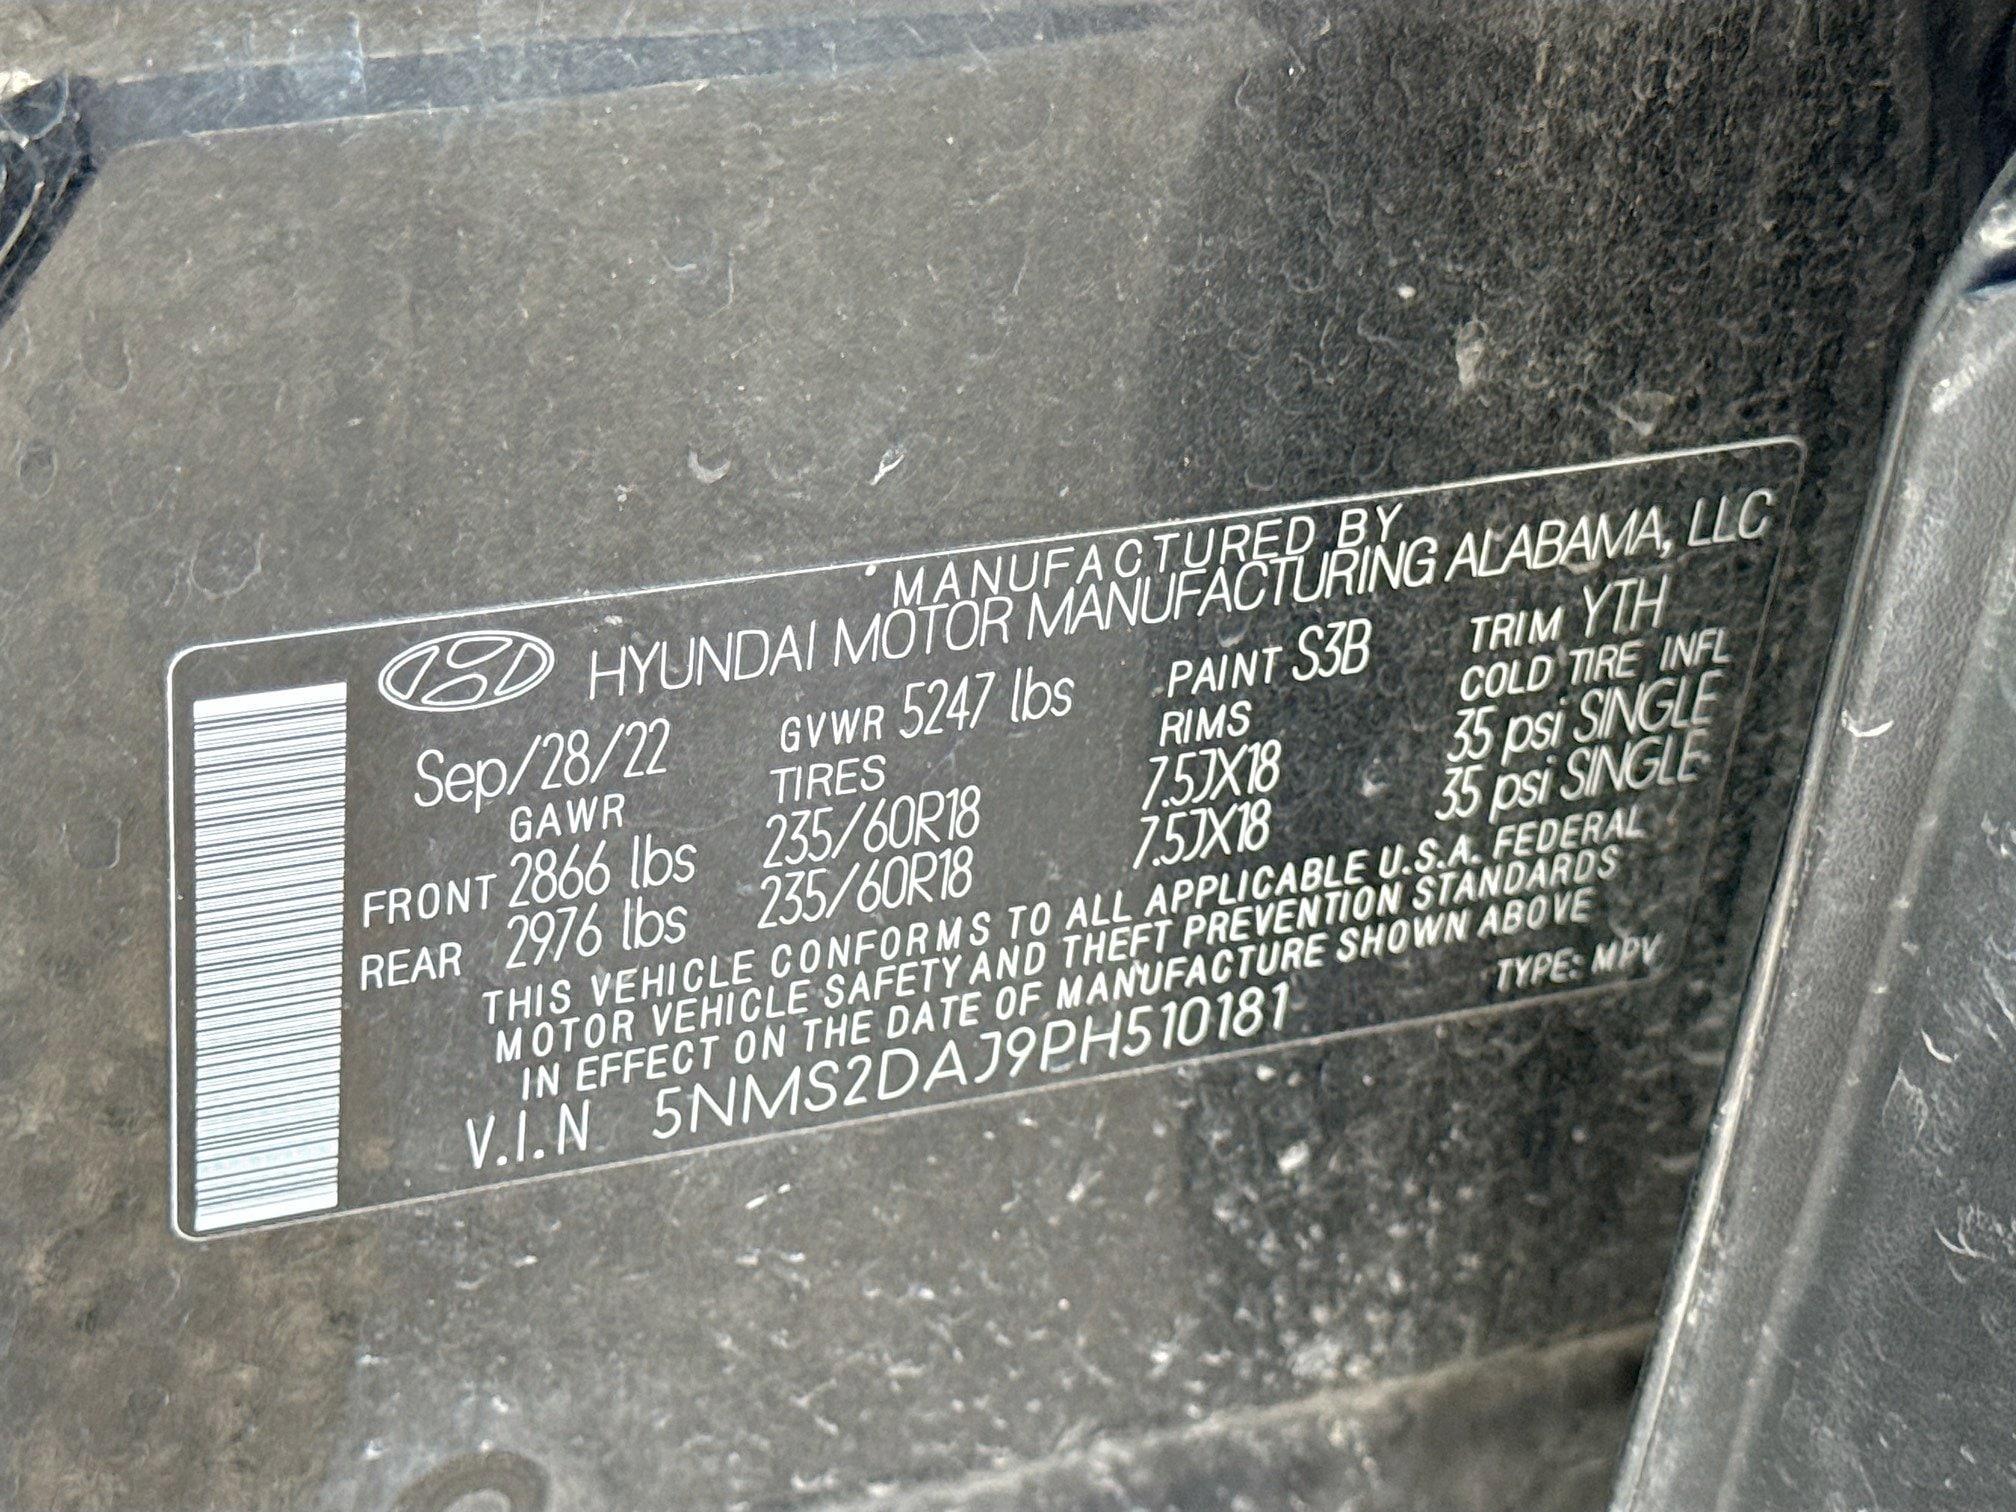 MANUFACTURED BY
HYUNDAI MOTOR MANUFACTURING ALABAMA, LLC
Sep/28/22 GVWR 5247 lbs PAINT S3B TRIM YTH
GAWR TIRES RIMS COLD TIRE INFL
FRONT 2866 lbs 235/60R18 7.5JX18 35 psi SINGLE
REAR 2976 lbs 235/60R18 7.5JX18 35 psi SINGLE
THIS VEHICLE CONFORMS TO ALL APPLICABLE U.S.A. FEDERAL
MOTOR VEHICLE SAFETY AND THEFT PREVENTION STANDARDS
IN EFFECT ON THE DATE OF MANUFACTURE SHOWN ABOVE
V.I.N 5NMS2DAJ9PH510181 TYPE: MPV